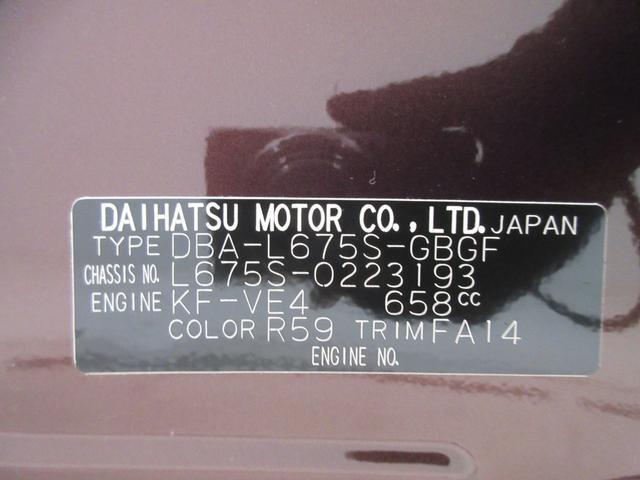 DAIHATSU MOTOR CO., LTD. JAPAN
TYPE DBA-L675S-GBGF
CHASSIS NO. L675S-0223193
ENGINE KF-VE4 658cc
COLOR R59 TRIM FA14
ENGINE NO.